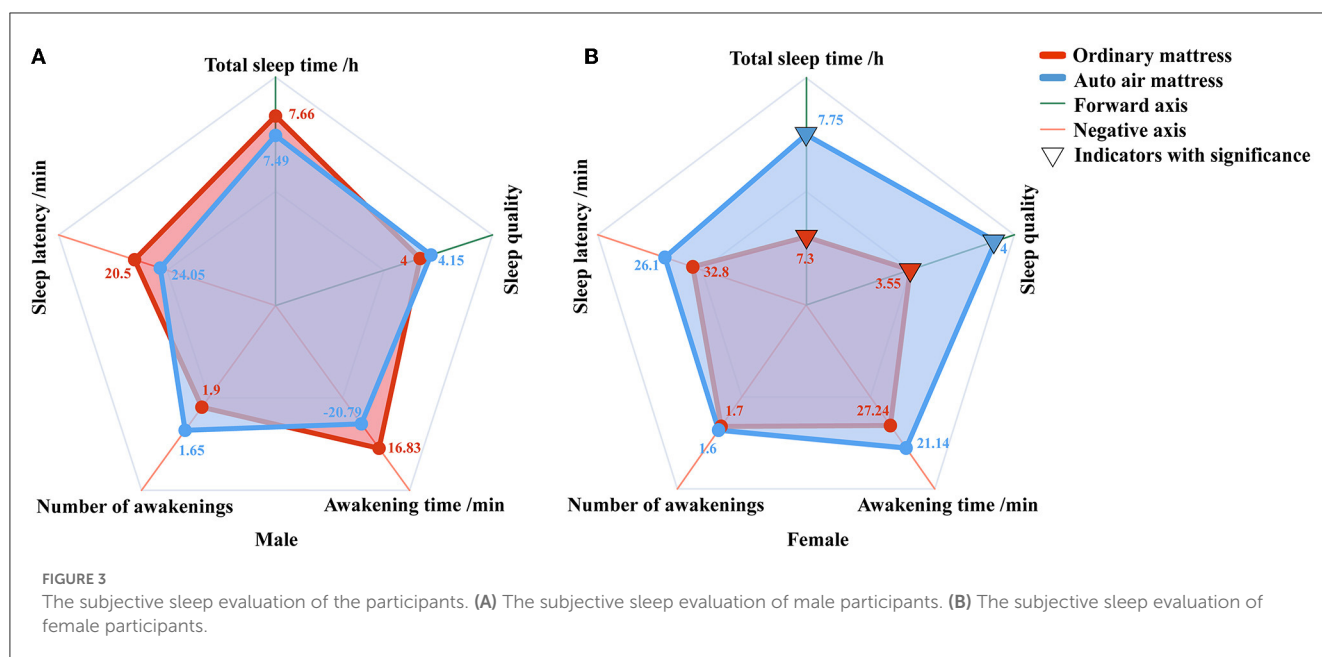 A
Total sleep time /h
7.66
7.49
Sleep latency /min
20.5
24.05
4
4.15
Sleep quality
1.9
1.65
-20.79
16.83
Number of awakenings
Awakening time /min
Male
B
Total sleep time /h
7.75
7.3
Sleep latency /min
26.1
32.8
3.55
4
Sleep quality
1.7
1.6
27.24
21.14
Number of awakenings
Awakening time /min
Female
Ordinary mattress
Auto air mattress
Forward axis
Negative axis
Indicators with significance
FIGURE 3
The subjective sleep evaluation of the participants. (A) The subjective sleep evaluation of male participants. (B) The subjective sleep evaluation of
female participants.